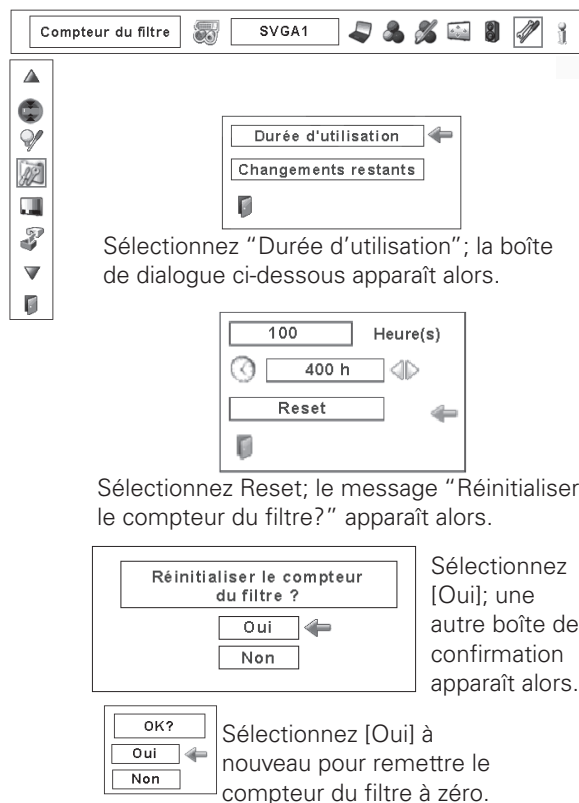 Compteur du filtre SVGA1
Durée d'utilisation
Changements restants
Sélectionnez “Durée d’utilisation”; la boîte
de dialogue ci-dessous apparaît alors.
100 Heure(s)
400 h
Reset
Sélectionnez Reset; le message “Réinitialiser
le compteur du filtre?” apparaît alors.
Réinitialiser le compteur
du filtre ?
Oui
Non
Sélectionnez
[Oui]; une
autre boîte de
confirmation
apparaît alors.
OK?
Oui
Non
Sélectionnez [Oui] à
nouveau pour remettre le
compteur du filtre à zéro.